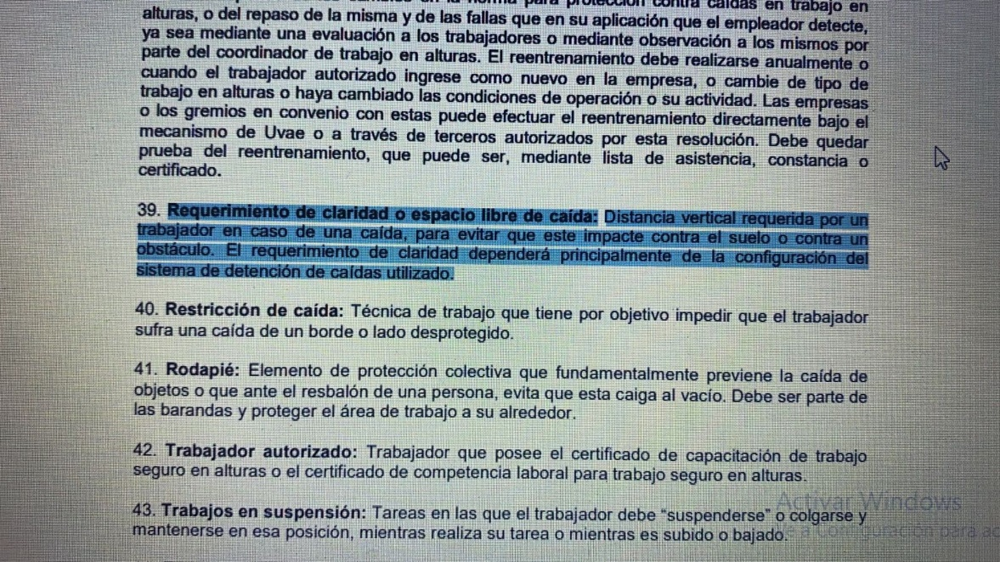 para protección contra caídas en trabajo en
alturas, o del repaso de la misma y de las fallas que en su aplicación que el empleador detecte,
ya sea mediante una evaluación a los trabajadores o mediante observación a los mismos por
parte del coordinador de trabajo en alturas. El reentrenamiento debe realizarse anualmente o
cuando el trabajador autorizado ingrese como nuevo en la empresa, o cambie de tipo de
trabajo en alturas o haya cambiado las condiciones de operación o su actividad. Las empresas
o los gremios en convenio con estas puede efectuar el reentrenamiento directamente bajo el
mecanismo de Uvae o a través de terceros autorizados por esta resolución. Debe quedar
prueba del reentrenamiento, que puede ser, mediante lista de asistencia, constancia o
certificado.
39. Requerimiento de claridad o espacio libre de caída: Distancia vertical requerida por un
trabajador en caso de una caída, para evitar que este impacte contra el suelo o contra un
obstáculo. El requerimiento de claridad dependerá principalmente de la configuración del
sistema de detención de caídas utilizado.
40. Restricción de caída: Técnica de trabajo que tiene por objetivo impedir que el trabajador
sufra una caída de un borde o lado desprotegido.
41. Rodapié: Elemento de protección colectiva que fundamentalmente previene la caída de
objetos o que ante el resbalón de una persona, evita que esta caiga al vacío. Debe ser parte de
las barandas y proteger el área de trabajo a su alrededor.
42. Trabajador autorizado: Trabajador que posee el certificado de capacitación de trabajo
seguro en alturas o el certificado de competencia laboral para trabajo seguro en alturas.
Activar Windows
43. Trabajos en suspensión: Tareas en las que el trabajador debe “suspenderse” o colgarse y
mantenerse en esa posición, mientras realiza su tarea o mientras es subido o bajado.
Ve a Configuración para